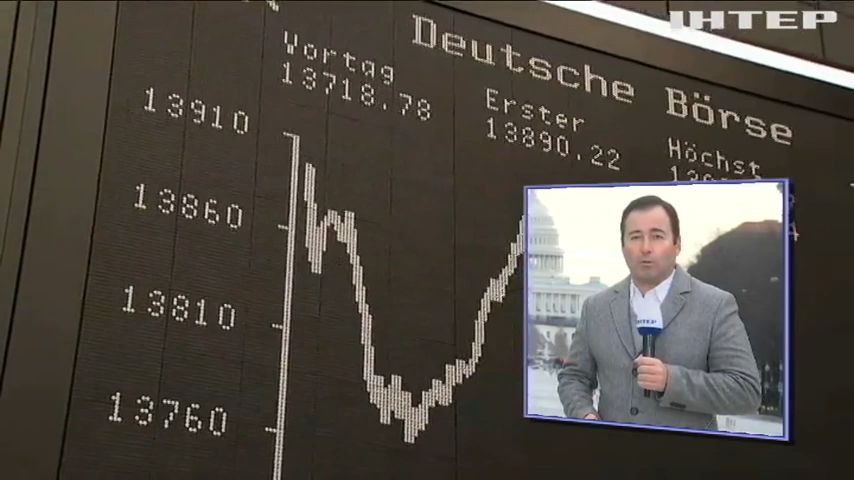 ІНТЕР
Deutsche Börse
Vortag
13718.78
Erster
13890.22
Höchst
13910
13860
13810
13760
ІНТЕР